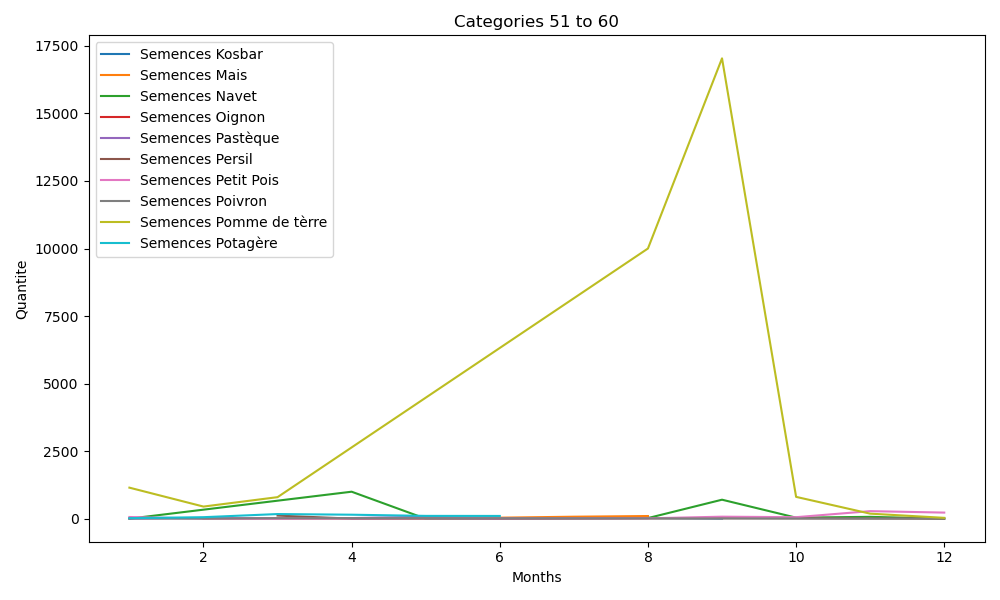 Categories 51 to 60
17500
15000
12500
10000
7500
5000
2500
0
Quantite
Semences Kosbar
Semences Mais
Semences Navet
Semences Oignon
Semences Pastèque
Semences Persil
Semences Petit Pois
Semences Poivron
Semences Pomme de tèrre
Semences Potagère
2 4 6 8 10 12
Months